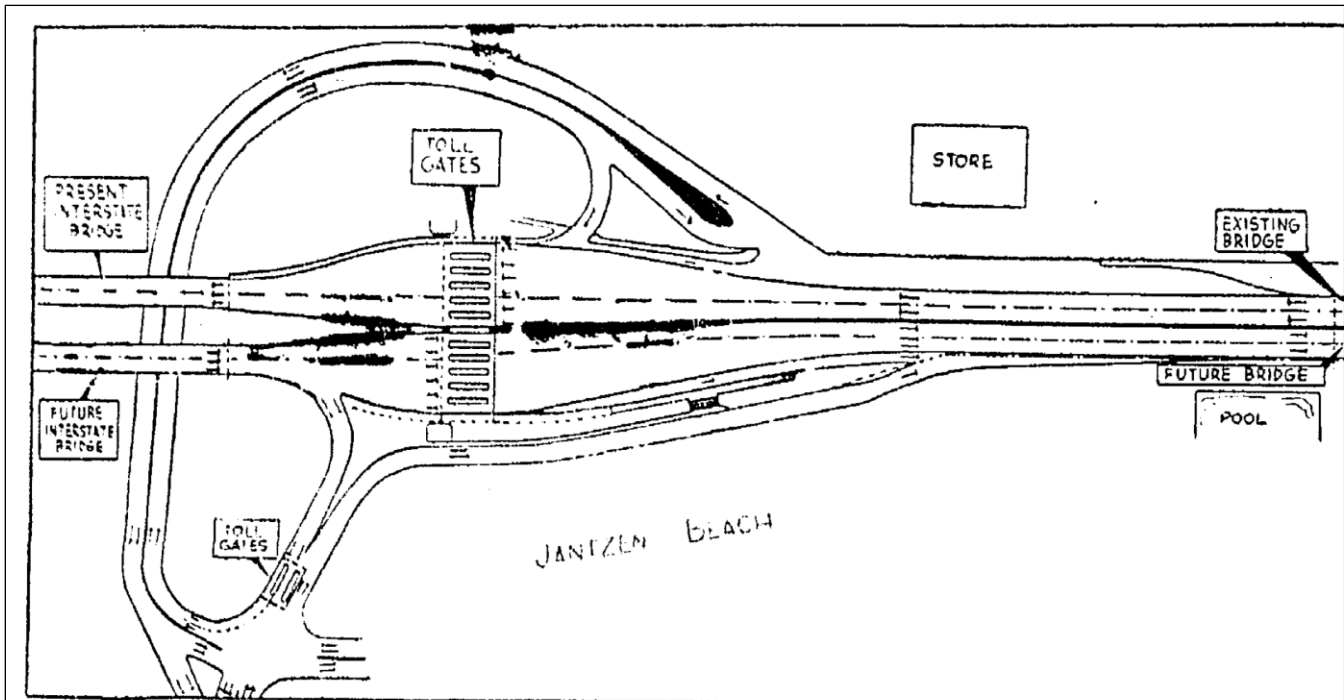 TOLL
GATES
STORE
PRESENT
INTERSTATE
BRIDGE
EXISTING
BRIDGE
FUTURE BRIDGE
POOL
FUTURE
INTERSTATE
BRIDGE
TOLL
GATES
JANTZEN BEACH